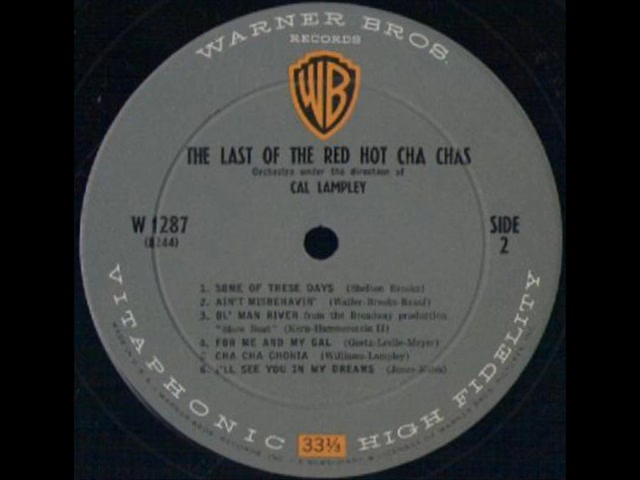 WARNER BROS.
RECORDS
WB
THE LAST OF THE RED HOT CHA CHAS
Orchestra under the direction of
CAL LAMPLEY
W 1287
(B244)
SIDE
2
1. SOME OF THESE DAYS (Shelton Brooks)
2. AIN'T MISBEHAVIN' (Waller-Brooks-Razaf)
3. OL' MAN RIVER from the Broadway production
"Show Boat" (Kern-Hammerstein II)
4. FOR ME AND MY GAL (Goetz-Leslie-Meyer)
5. CHA CHA CHONIA (Williams-Lampley)
6. I'LL SEE YOU IN MY DREAMS (Jones-Kahn)
VITAPHONIC HIGH FIDELITY
33⅓